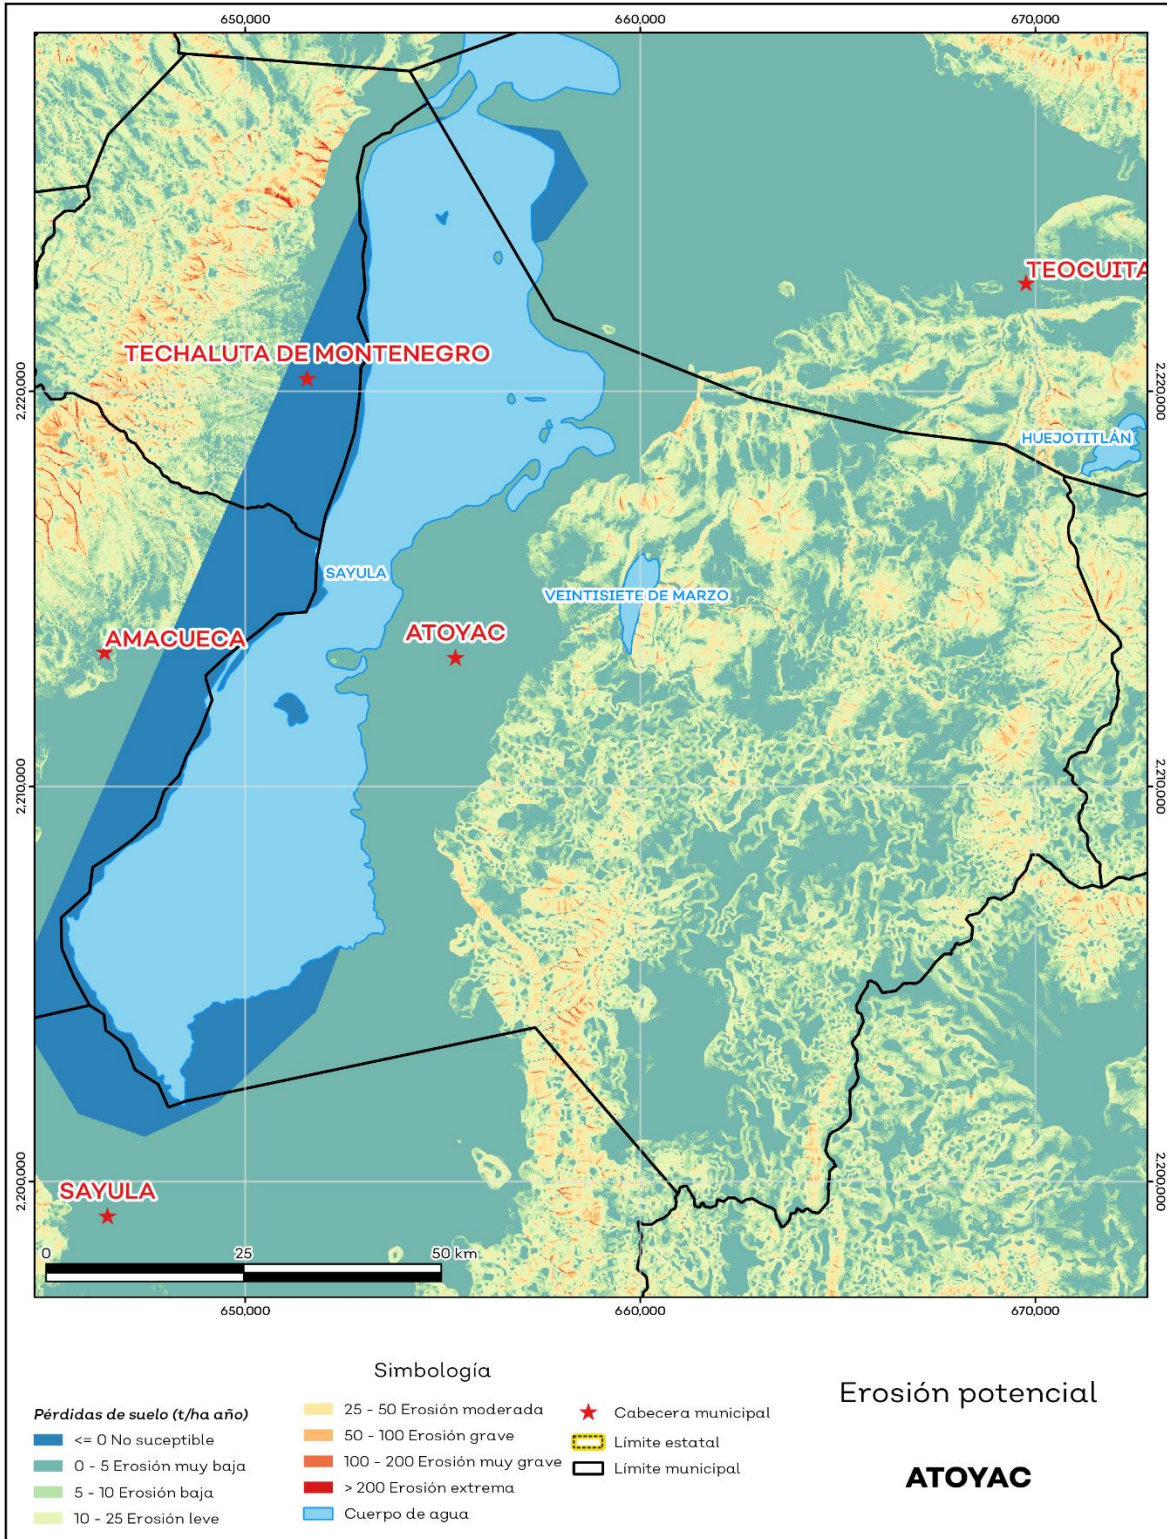 650,000 660,000 670,000
TEOCUITA
TECHALUTA DE MONTENEGRO
2,220,000 2,220,000
HUEJOTITLÁN
SAYULA
VEINTISIETE DE MARZO
AMACUECA
ATOYAC
2,210,000 2,210,000
2,200,000 2,200,000
SAYULA
0 25 50 km
650,000 660,000 670,000
Simbología
Pérdidas de suelo (t/ha año)
<= 0 No suceptible
0 - 5 Erosión muy baja
5 - 10 Erosión baja
10 - 25 Erosión leve
25 - 50 Erosión moderada
50 - 100 Erosión grave
100 - 200 Erosión muy grave
> 200 Erosión extrema
Cuerpo de agua
Cabecera municipal
Límite estatal
Límite municipal
Erosión potencial
ATOYAC